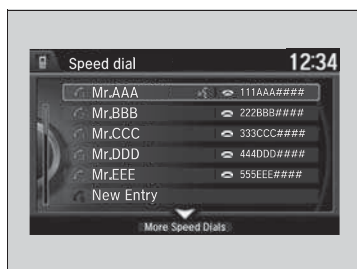 Speed dial 12:34
Mr.AAA 111AAA####
Mr.BBB 222BBB####
Mr.CCC 333CCC####
Mr.DDD 444DDD####
Mr.EEE 555EEE####
New Entry
More Speed Dials